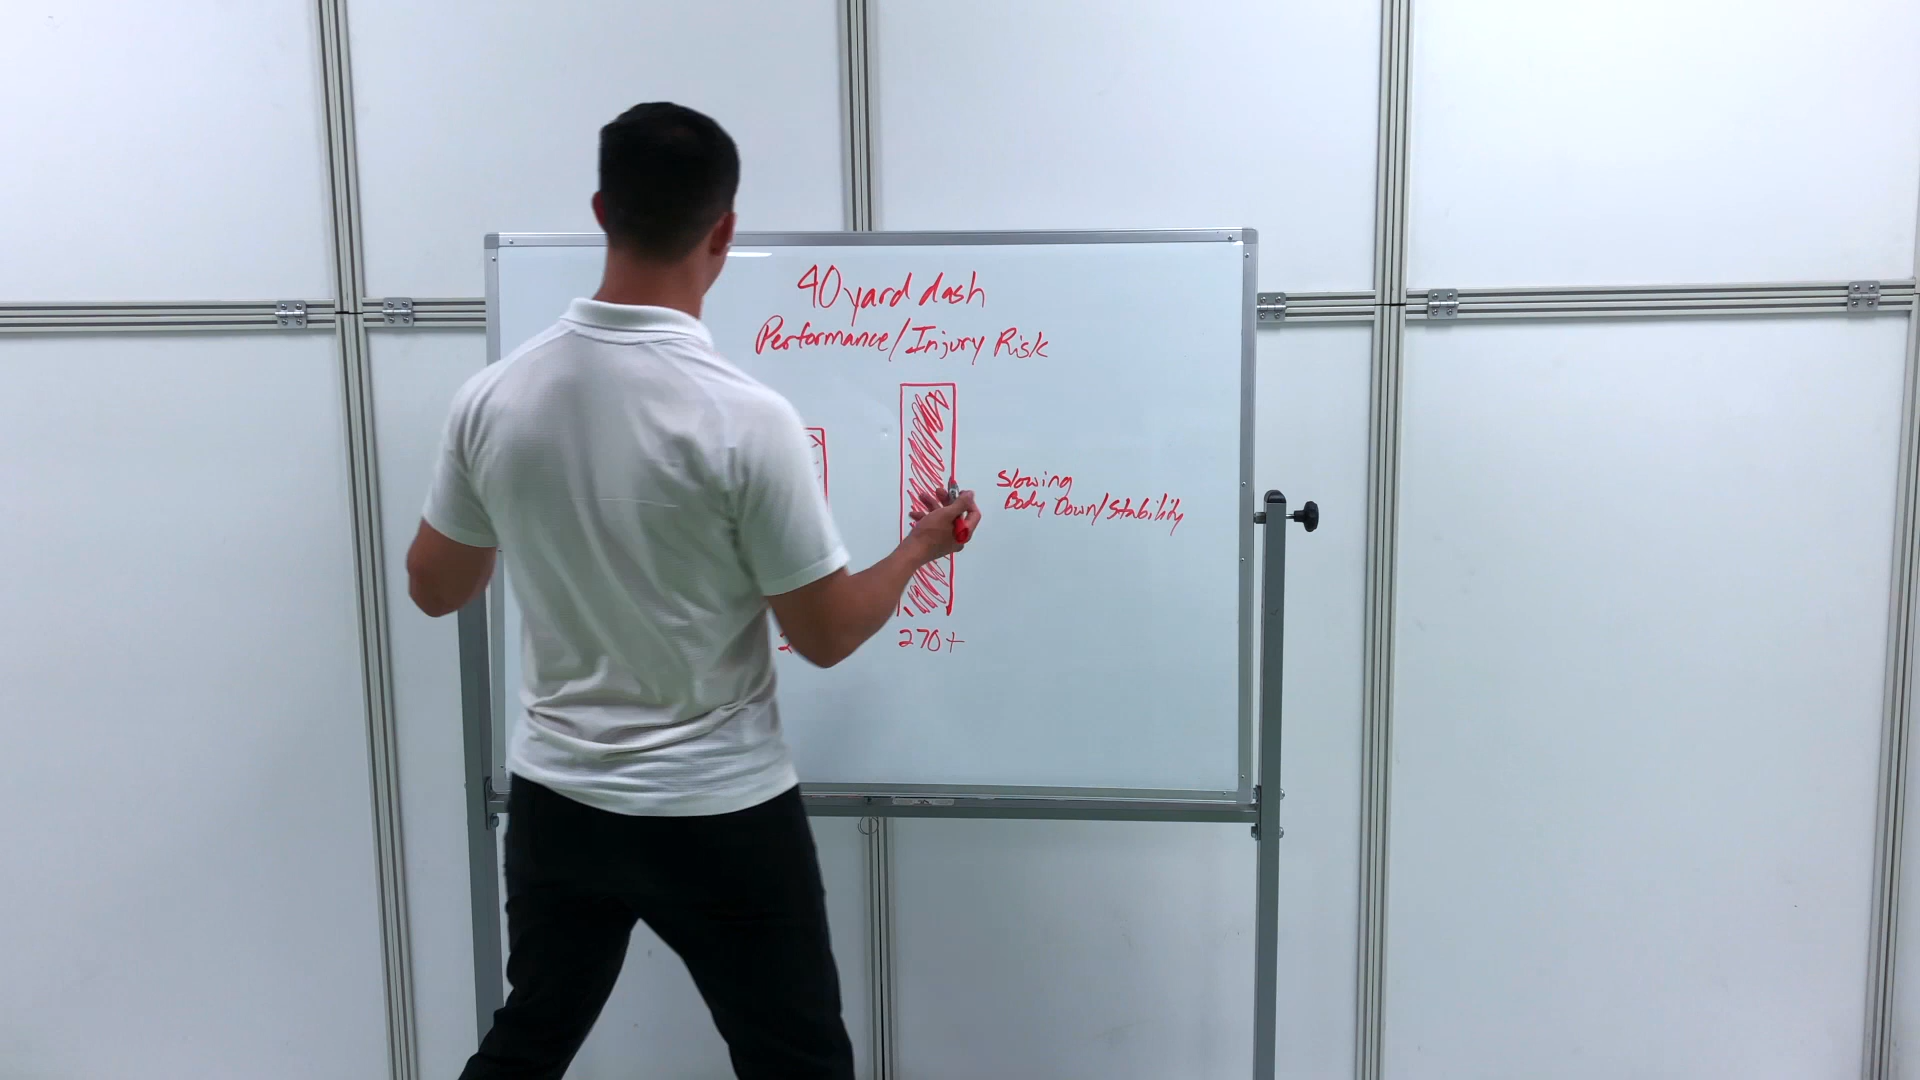 40 yard dash
Performance/Injury Risk
Slowing
Body Down/Stability
270+